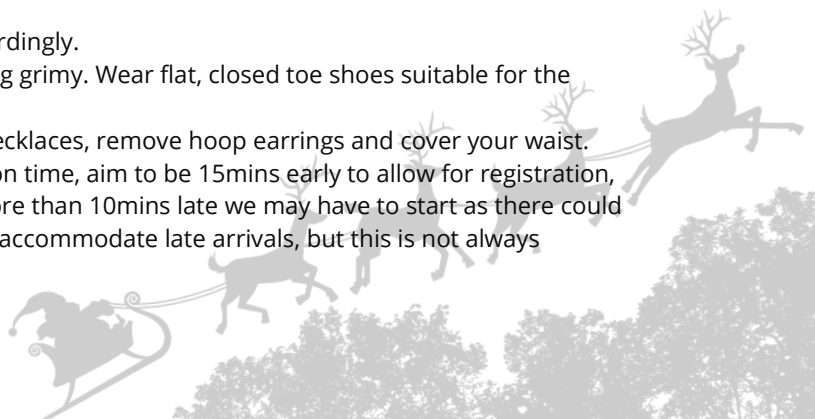 rdingly.
g grimy. Wear flat, closed toe shoes suitable for the
ecklaces, remove hoop earrings and cover your waist.
on time, aim to be 15mins early to allow for registration,
ore than 10mins late we may have to start as there could
accommodate late arrivals, but this is not always